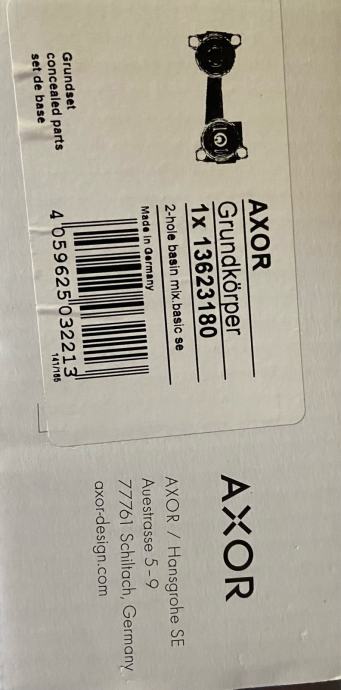 AXOR
Grundkörper
1x 13623180
2-hole basin mix.basic se
Made in Germany
4 059625 032213
141/165
Grundset
concealed parts
set de base
AXOR
AXOR / Hansgrohe SE
Auestrasse 5–9
77761 Schiltach, Germany
axor-design.com